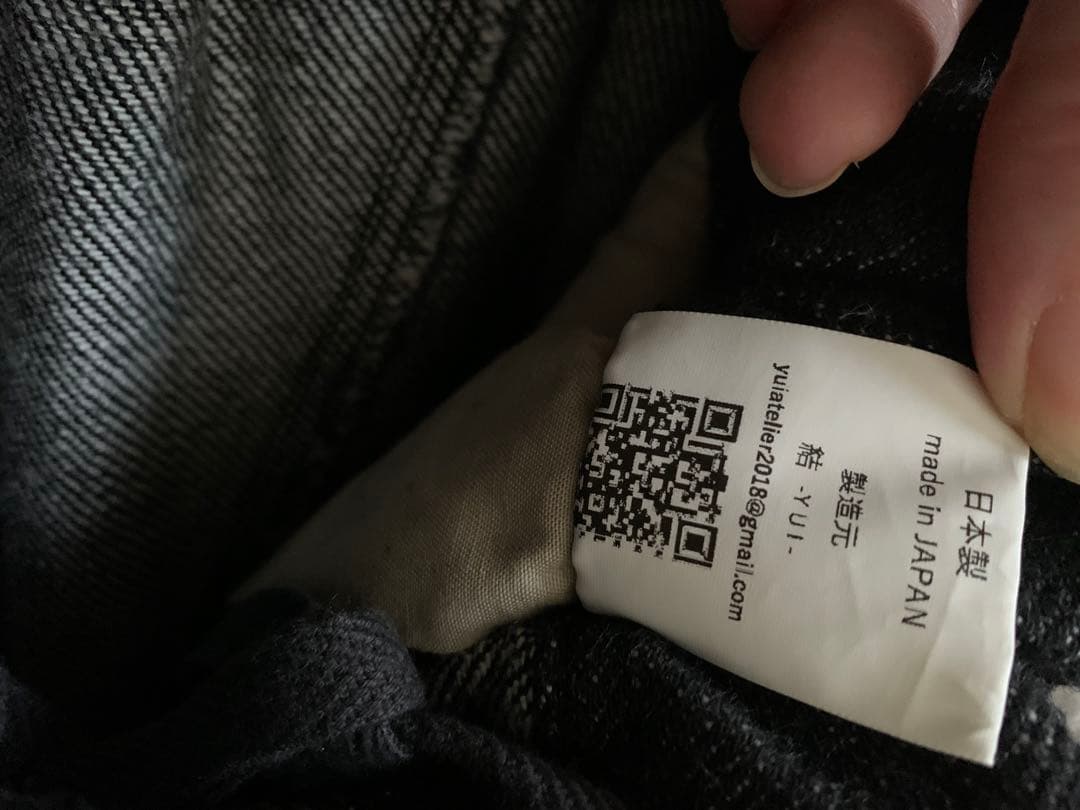 日本製
made in JAPAN
製造元
結 -YUI-
yuiatelier2018@gmail.com